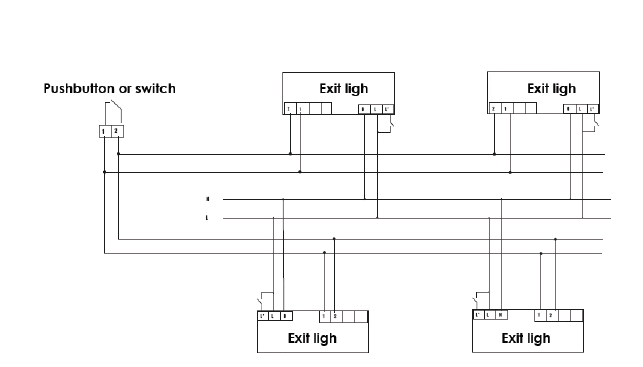 Pushbutton or switch
Exit ligh
Exit ligh
1 2
2 1
N L L'
2 1
N L L'
N
L
L' L N
1 2
L' L N
1 2
Exit ligh
Exit ligh